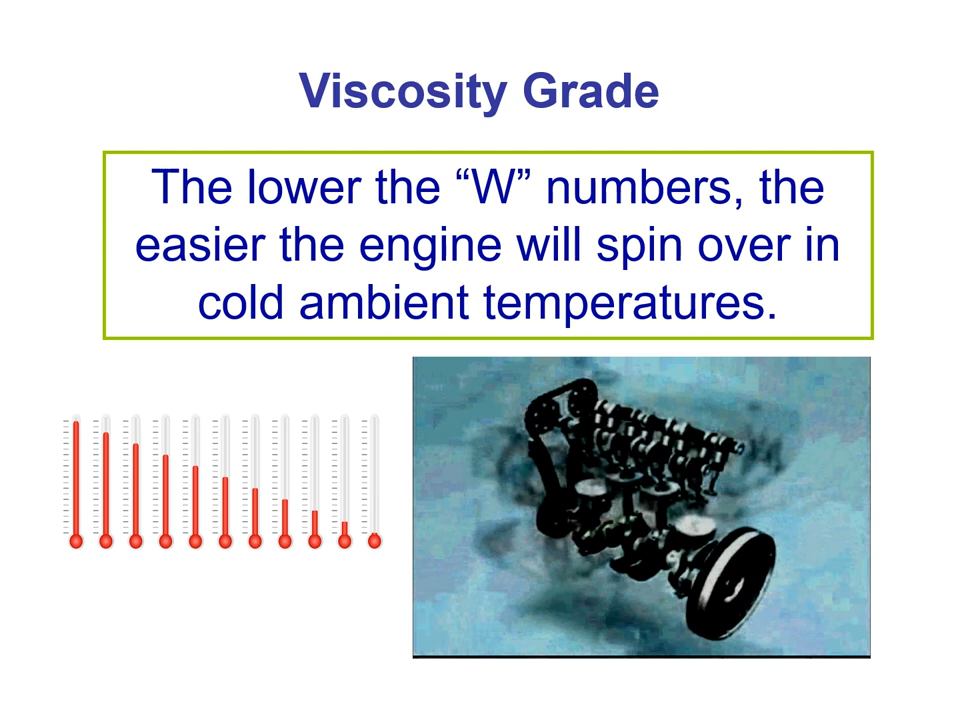 Viscosity Grade
The lower the “W” numbers, the
easier the engine will spin over in
cold ambient temperatures.